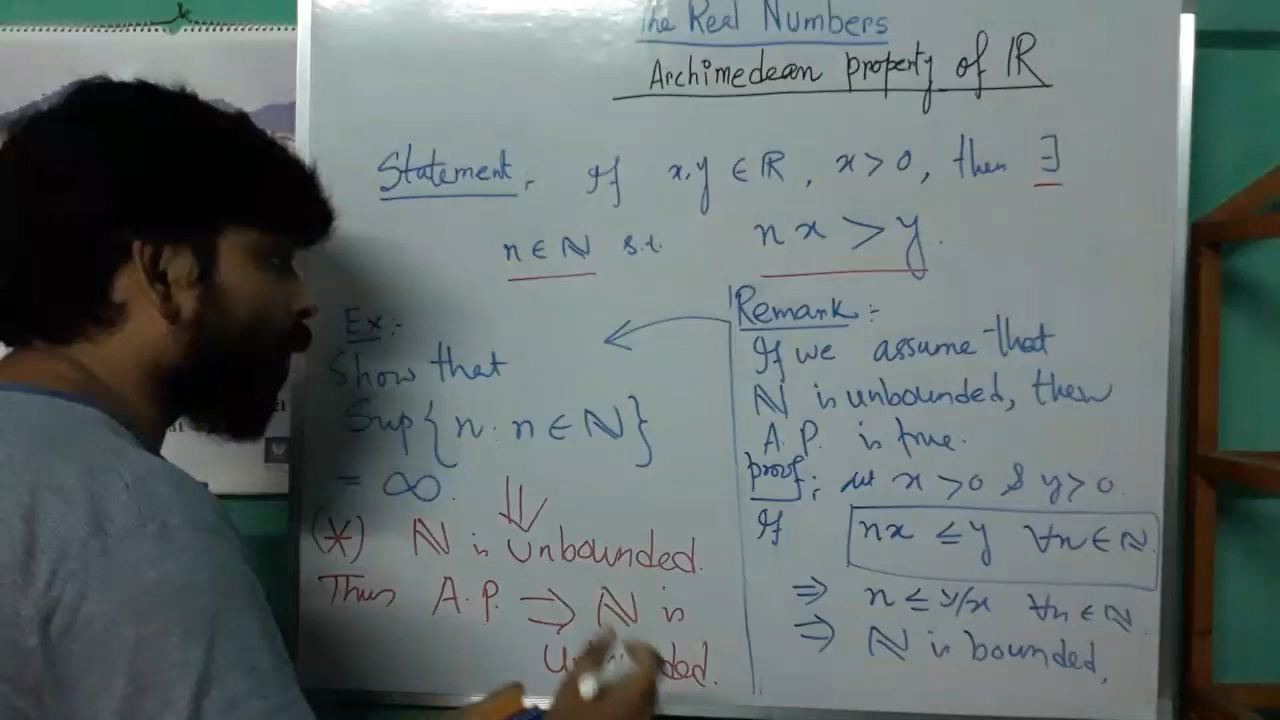 The Real Numbers
Archimedean property of ℝ
Statement: If x, y ∈ ℝ, x > 0, then ∃
n ∈ ℕ s.t. nx > y.
Ex:-
Show that
Sup{n: n ∈ ℕ}
= ∞.
⇓
(*) ℕ is unbounded.
Thus A.P. ⇒ ℕ is
unbounded.
Remark:-
If we assume that
ℕ is unbounded, then
A.P. is true.
proof: let x > 0 & y > 0.
If nx ≤ y ∀n ∈ ℕ
⇒ n ≤ y/x ∀n ∈ ℕ
⇒ ℕ is bounded,